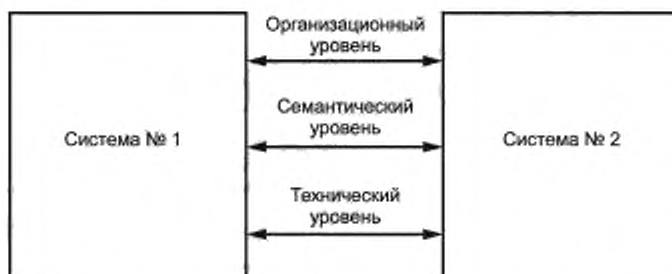 Организационный
уровень
Семантический
уровень
Система № 1
Система № 2
Технический
уровень